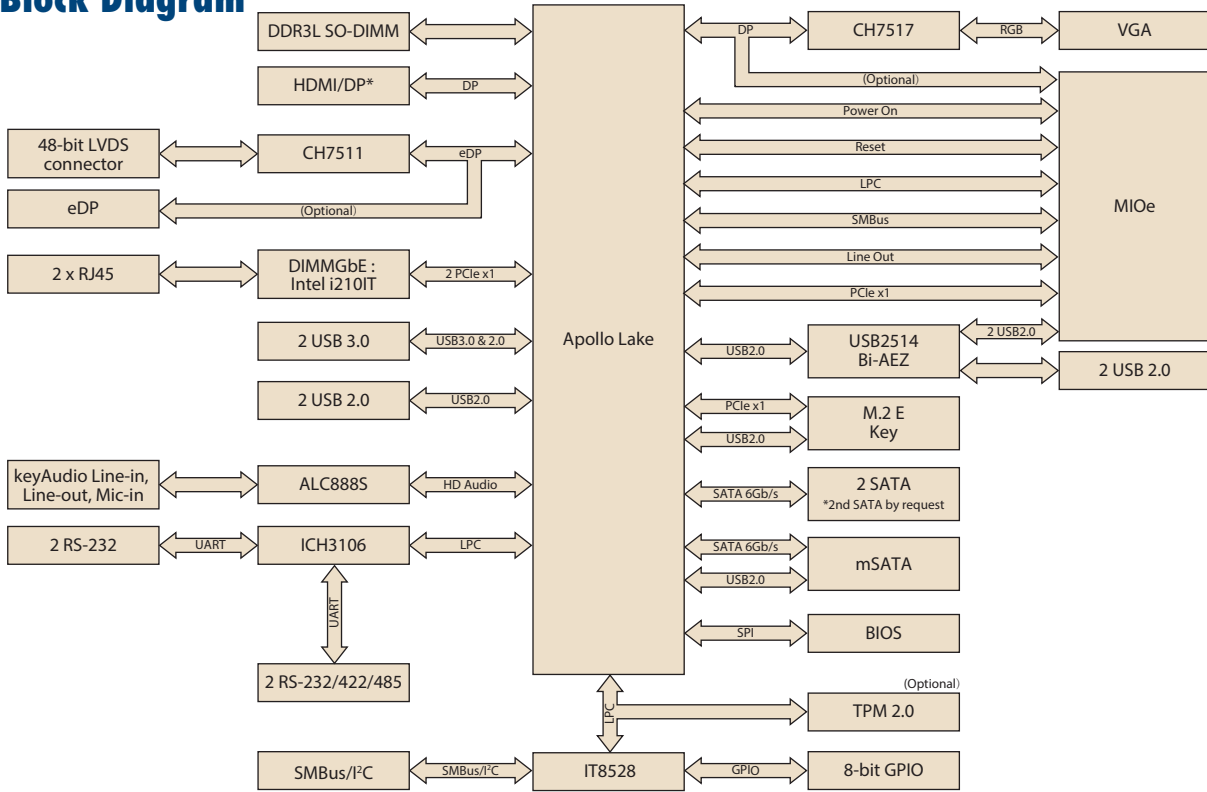 Block Diagram
DDR3L SO-DIMM
HDMI/DP*
DP
48-bit LVDS
connector
CH7511
eDP
eDP
(Optional)
2 x RJ45
DIMMGbE :
Intel i210IT
2 PCIe x1
2 USB 3.0
USB3.0 & 2.0
2 USB 2.0
USB2.0
keyAudio Line-in,
Line-out, Mic-in
ALC888S
HD Audio
2 RS-232
UART
ICH3106
LPC
UART
2 RS-232/422/485
Apollo Lake
DP
CH7517
RGB
VGA
(Optional)
Power On
Reset
LPC
SMBus
Line Out
PCIe x1
MIOe
USB2.0
USB2514
Bi-AEZ
2 USB2.0
2 USB 2.0
PCIe x1
USB2.0
M.2 E
Key
SATA 6Gb/s
2 SATA
*2nd SATA by request
SATA 6Gb/s
USB2.0
mSATA
SPI
BIOS
LPC
(Optional)
TPM 2.0
SMBus/I²C
SMBus/I²C
IT8528
GPIO
8-bit GPIO